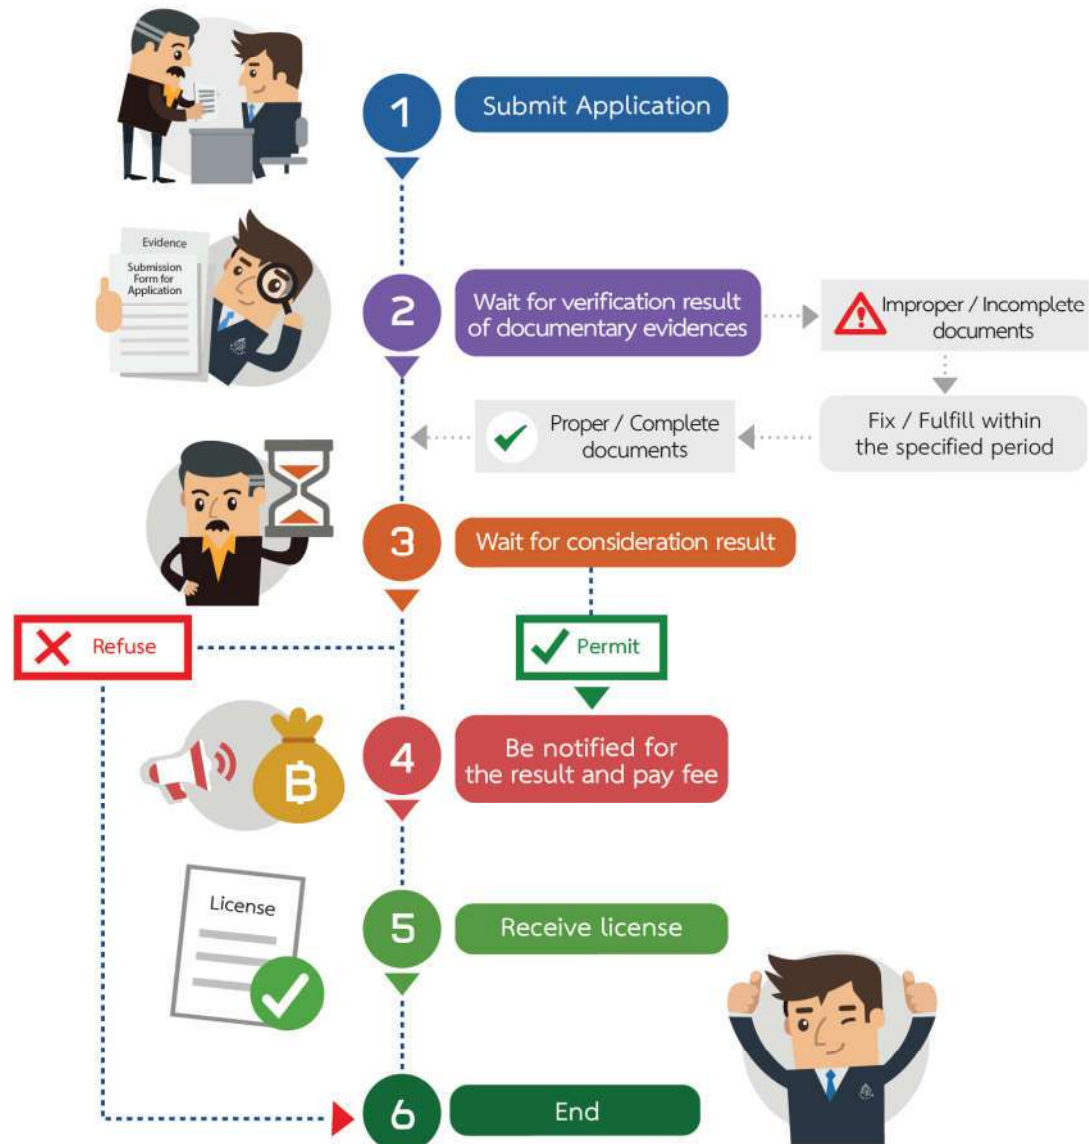 1
Submit Application
Evidence
Submission
Form for
Application
2
Wait for verification result
of documentary evidences
Improper / Incomplete
documents
Fix / Fulfill within
the specified period
Proper / Complete
documents
3
Wait for consideration result
Refuse
Permit
4
Be notified for
the result and pay fee
B
License
5
Receive license
6
End